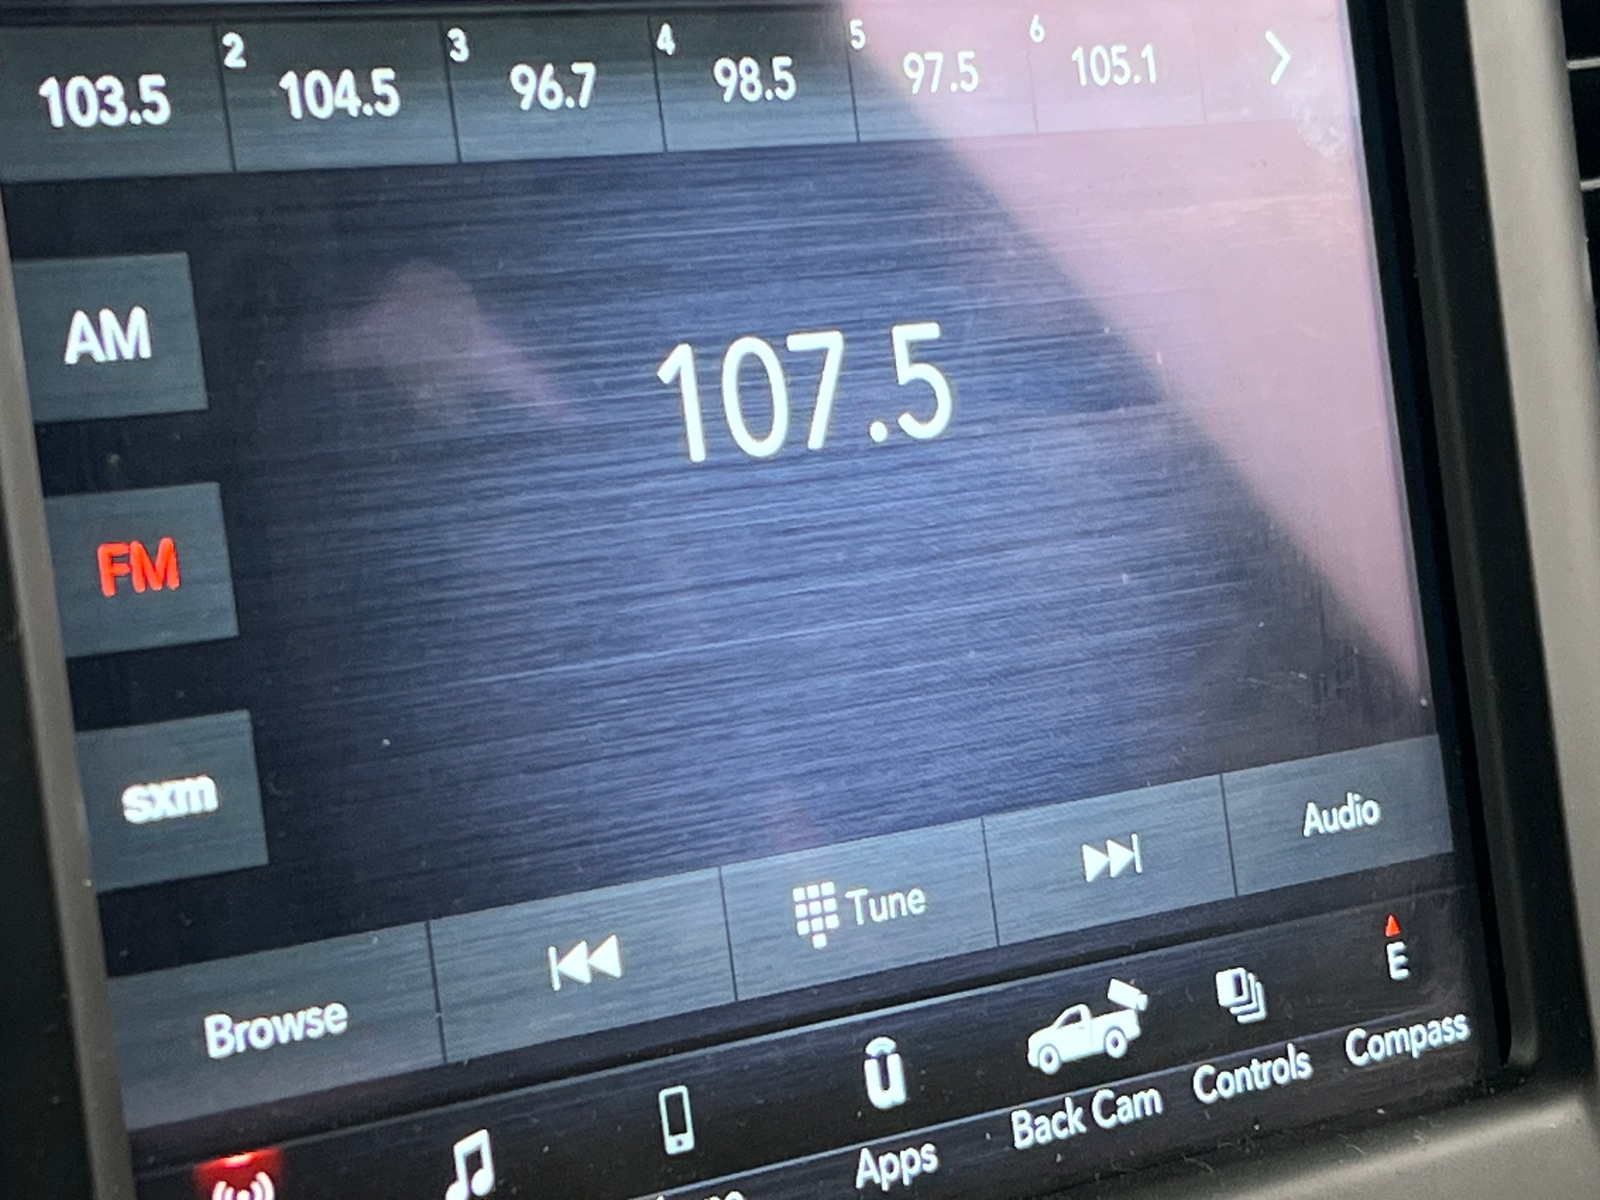 2 3 4 5 6
103.5 104.5 96.7 98.5 97.5 105.1
AM
107.5
FM
sxm
Browse Tune Audio
E
Apps Back Cam Controls Compass